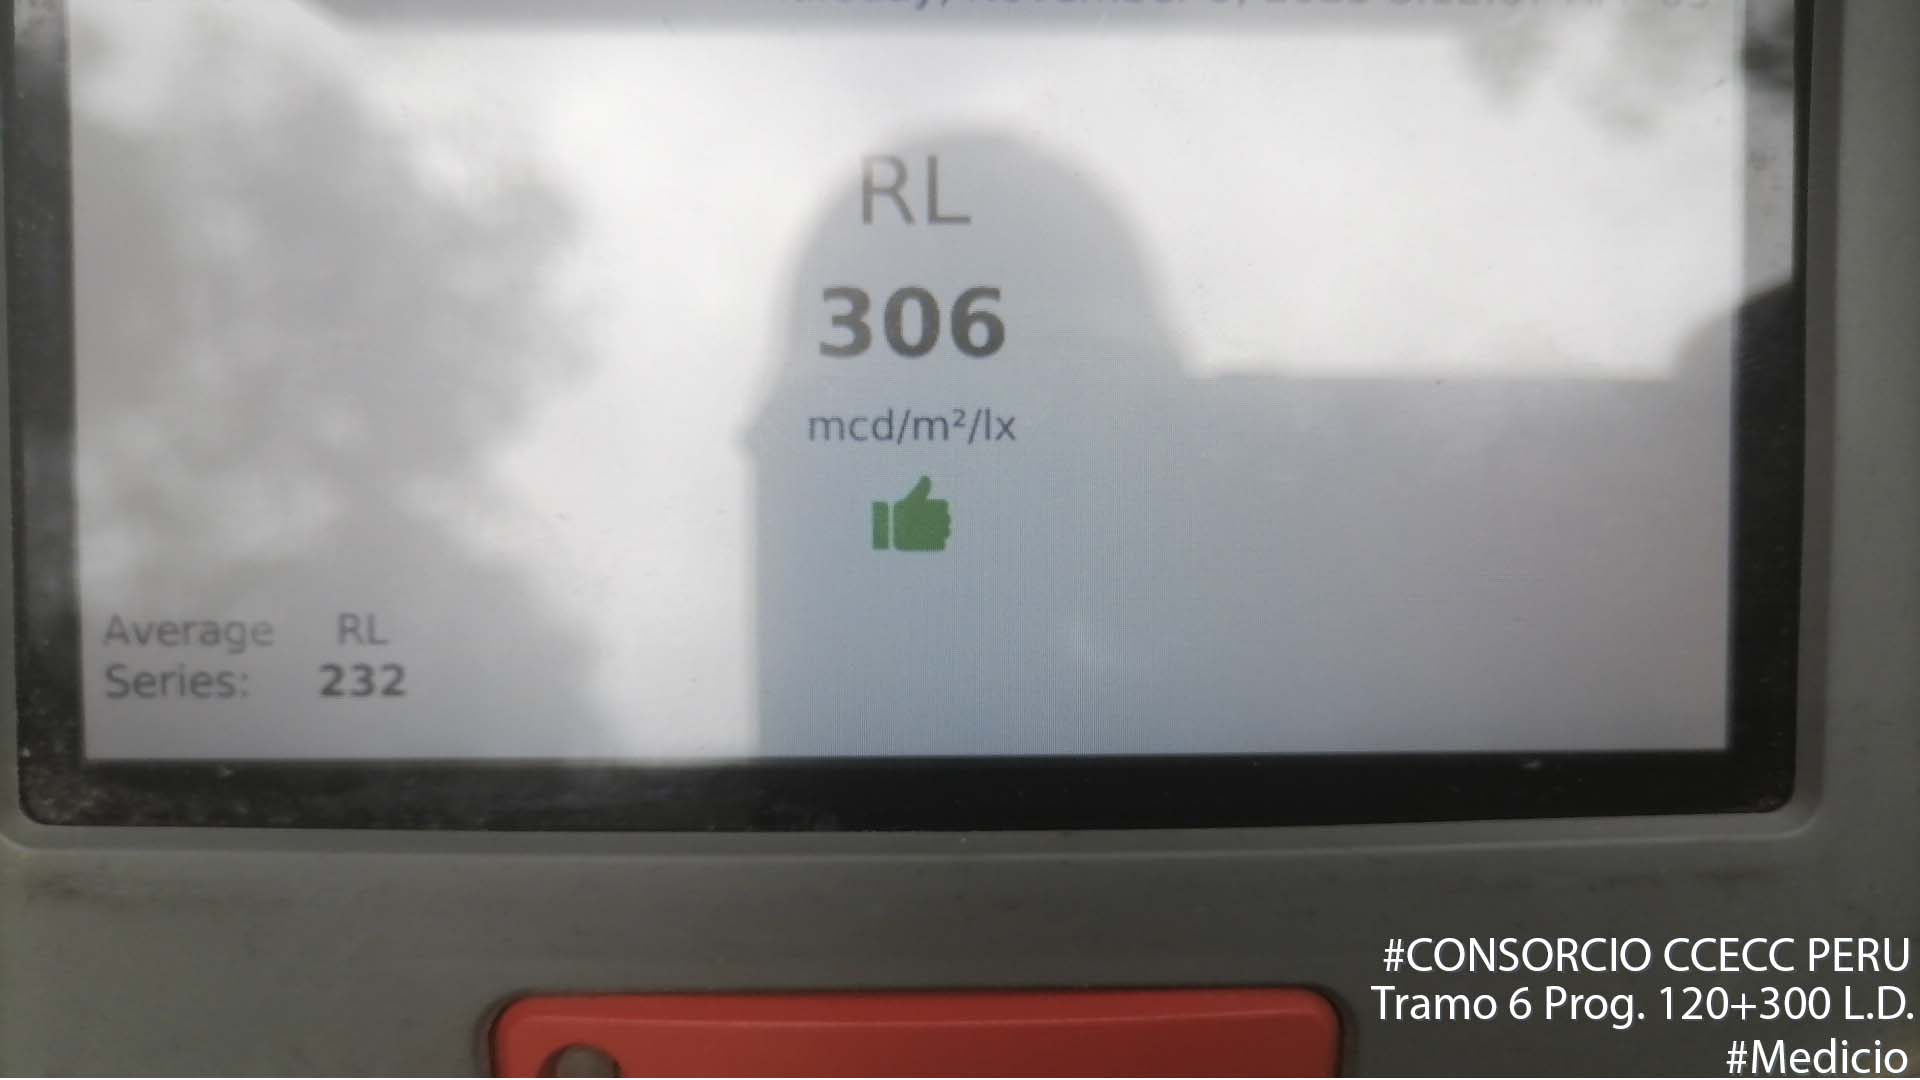 RL
306
mcd/m²/lx
Average RL
Series: 232
#CONSORCIO CCECC PERU
Tramo 6 Prog. 120+300 L.D.
#Medicio